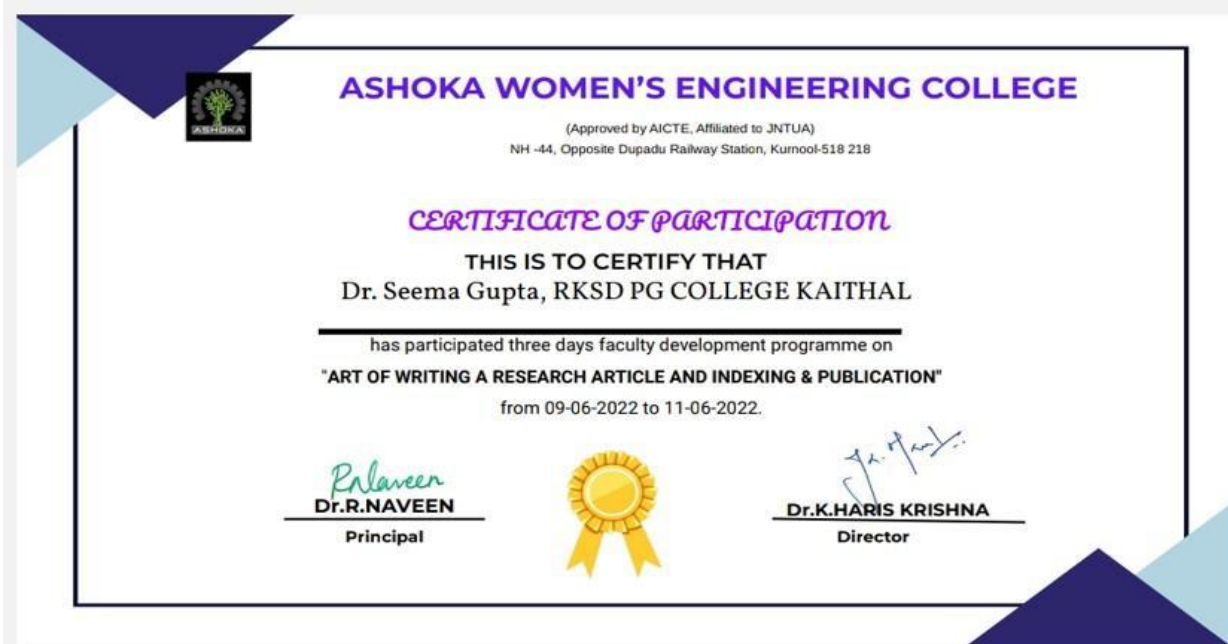 ASHOKA WOMEN'S ENGINEERING COLLEGE
ASHOKA
(Approved by AICTE, Affiliated to JNTUA)
NH -44, Opposite Dupadu Railway Station, Kurnool-518 218
CERTIFICATE OF PARTICIPATION
THIS IS TO CERTIFY THAT
Dr. Seema Gupta, RKSD PG COLLEGE KAITHAL
has participated three days faculty development programme on
"ART OF WRITING A RESEARCH ARTICLE AND INDEXING & PUBLICATION"
from 09-06-2022 to 11-06-2022.
Dr.R.NAVEEN
Principal
Dr.K.HARIS KRISHNA
Director